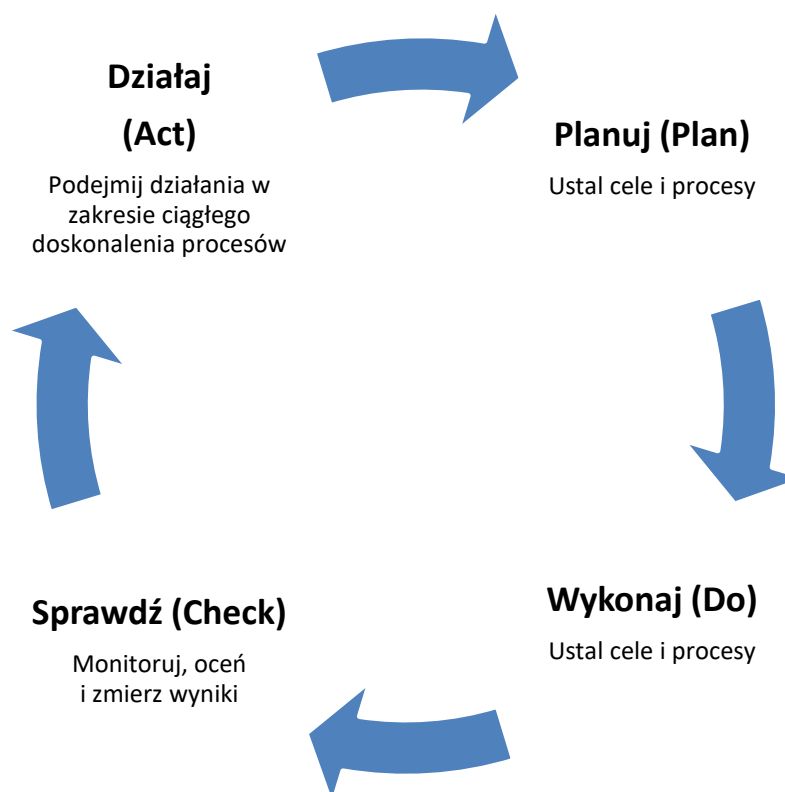 Działaj
(Act)
Podejmij działania w
zakresie ciągłego
doskonalenia procesów
Planuj (Plan)
Ustal cele i procesy
Wykonaj (Do)
Ustal cele i procesy
Sprawdź (Check)
Monitoruj, oceń
i zmierz wyniki